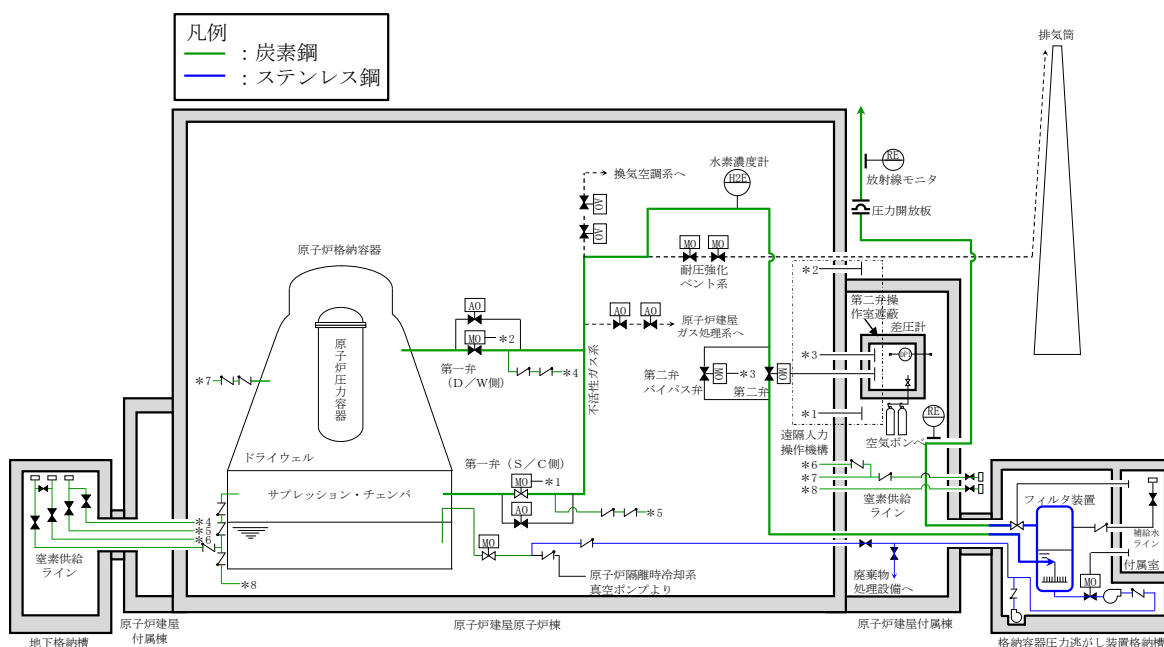 凡例
：炭素鋼
：ステンレス鋼
排気筒
水素濃度計
H2E
換気空調系へ
AO
AO
RE
放射線モニタ
圧力開放板
原子炉格納容器
MO
MO
耐圧強化
ベント系
*2
第二弁操
作室遮蔽
差圧計
DPI
AO
MO
*2
第一弁
（D／W側）
*4
AO
AO
原子炉建屋
ガス処理系へ
不活性ガス系
原子炉圧力容器
*7
MO
*3
第二弁
バイパス弁
MO
第二弁
*3
*1
遠隔人力
操作機構
空気ボンベ
RE
ドライウェル
サプレッション・チェンバ
第一弁（S／C側）
MO
*1
AO
*5
*6
*7
*8
窒素供給
ライン
フィルタ装置
補給水
ライン
付属室
MO
*4
*5
*6
*8
窒素供給
ライン
MO
原子炉隔離時冷却系
真空ポンプより
廃棄物
処理設備へ
地下格納槽
原子炉建屋
付属棟
原子炉建屋原子炉棟
原子炉建屋付属棟
格納容器圧力逃がし装置格納槽